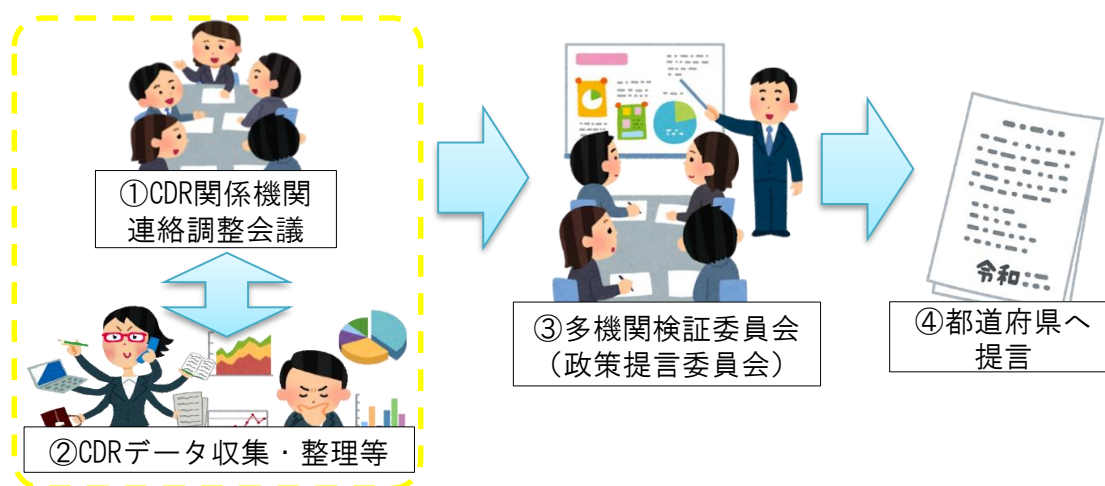 ①CDR関係機関
連絡調整会議
②CDRデータ収集・整理等
③多機関検証委員会
（政策提言委員会）
令和
④都道府県へ
提言